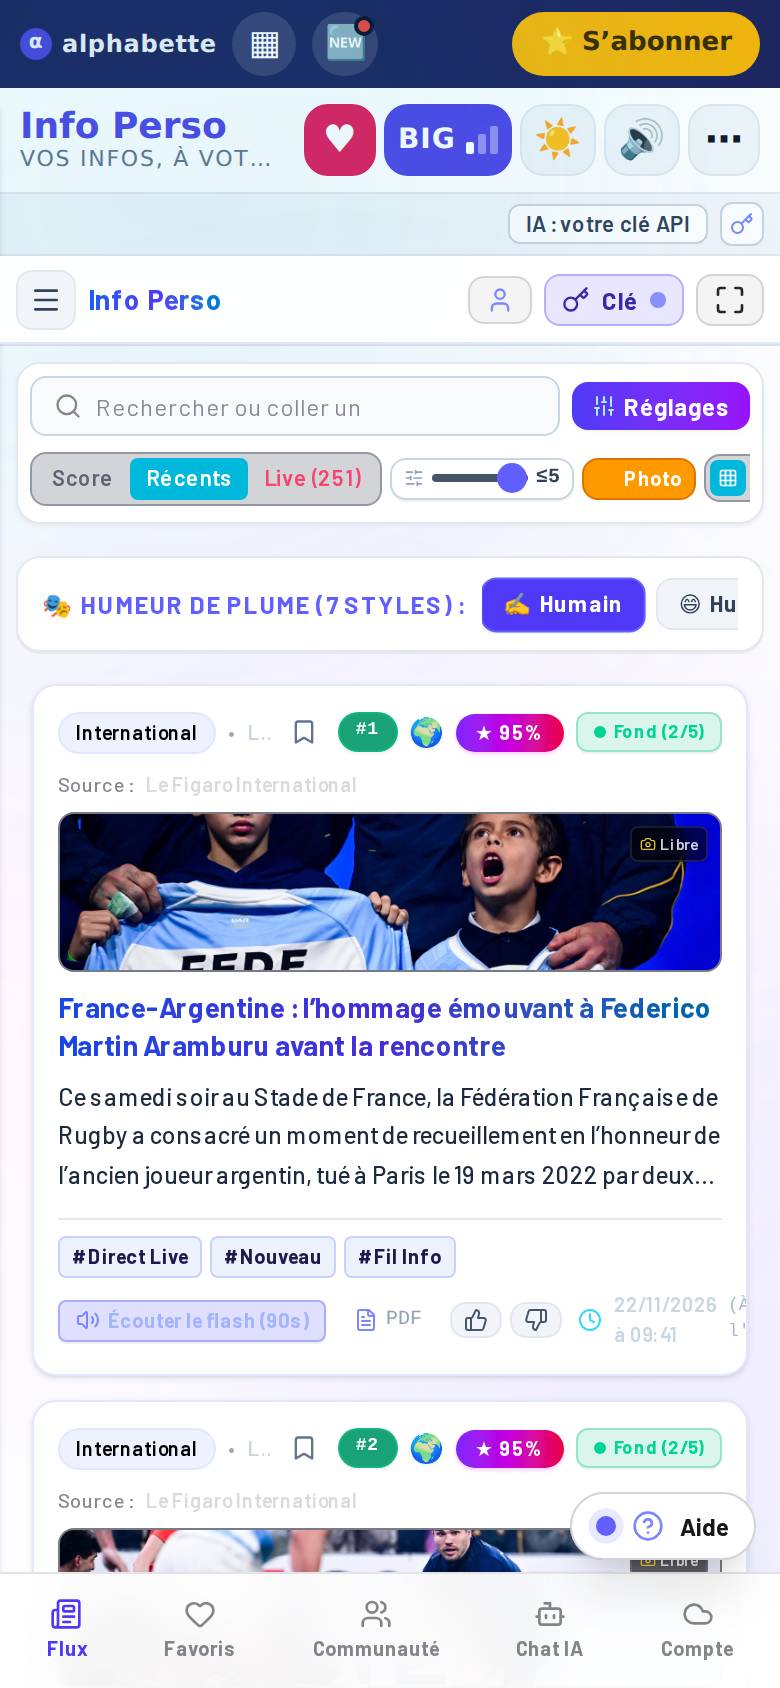 α alphabette NEW ⭐ S'abonner
Info Perso
VOS INFOS, À VOT…
BIG
IA : votre clé API
Info Perso Clé
Rechercher ou coller un Réglages
Score Récents Live (251) ≤5 Photo
🎭 HUMEUR DE PLUME (7 STYLES) : ✍️ Humain 😄 Hu
International • L… #1 🌍 ★ 95% Fond (2/5)
Source : Le Figaro International
Libre
FEDE
France-Argentine : l'hommage émouvant à Federico
Martin Aramburu avant la rencontre
Ce samedi soir au Stade de France, la Fédération Française de
Rugby a consacré un moment de recueillement en l'honneur de
l'ancien joueur argentin, tué à Paris le 19 mars 2022 par deux…
#Direct Live #Nouveau #Fil Info
Écouter le flash (90s) PDF 22/11/2026 (À
à 09:41 l'
International • L… #2 🌍 ★ 95% Fond (2/5)
Source : Le Figaro International
Aide
Libre
Flux Favoris Communauté Chat IA Compte